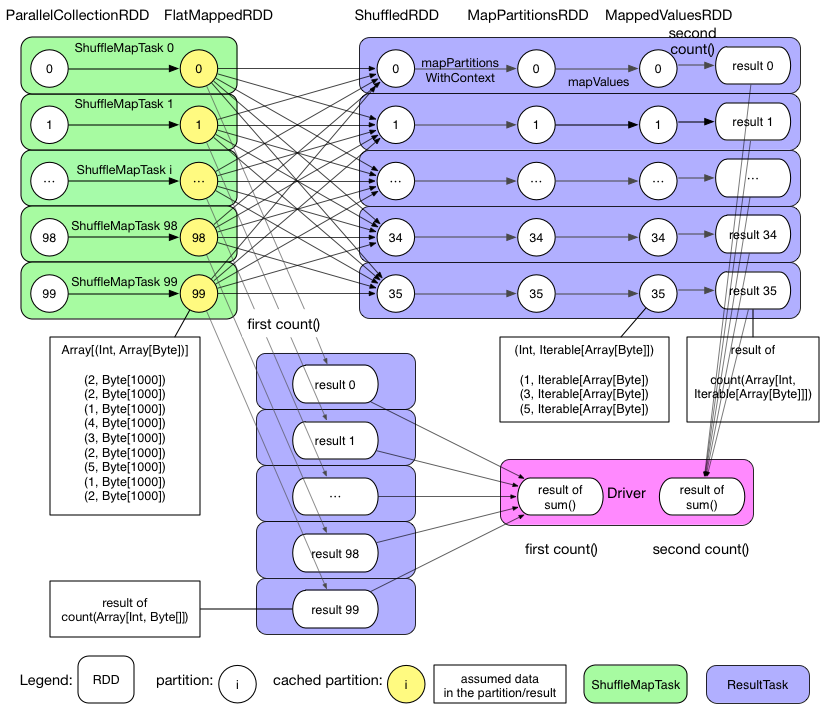 ParallelCollectionRDD
FlatMappedRDD
ShuffledRDD
MapPartitionsRDD
MappedValuesRDD
second
count()
ShuffleMapTask 0
0
0
0
mapPartitions
WithContext
0
mapValues
0
result 0
ShuffleMapTask 1
1
1
1
1
1
result 1
ShuffleMapTask i
...
...
...
...
...
...
ShuffleMapTask 98
98
98
34
34
34
result 34
ShuffleMapTask 99
99
99
35
35
35
result 35
first count()
Array[(Int, Array[Byte])]
(2, Byte[1000])
(2, Byte[1000])
(1, Byte[1000])
(4, Byte[1000])
(3, Byte[1000])
(2, Byte[1000])
(5, Byte[1000])
(1, Byte[1000])
(2, Byte[1000])
(Int, Iterable[Array[Byte]])
(1, Iterable[Array[Byte])
(3, Iterable[Array[Byte])
(5, Iterable[Array[Byte])
result of
count(Array[Int,
Iterable[Array[Byte]]])
result 0
result 1
...
result 98
result 99
result of
sum()
Driver
result of
sum()
first count()
second count()
result of
count(Array[Int, Byte[]])
Legend:
RDD
partition:
i
cached partition:
i
assumed data
in the partition/result
ShuffleMapTask
ResultTask